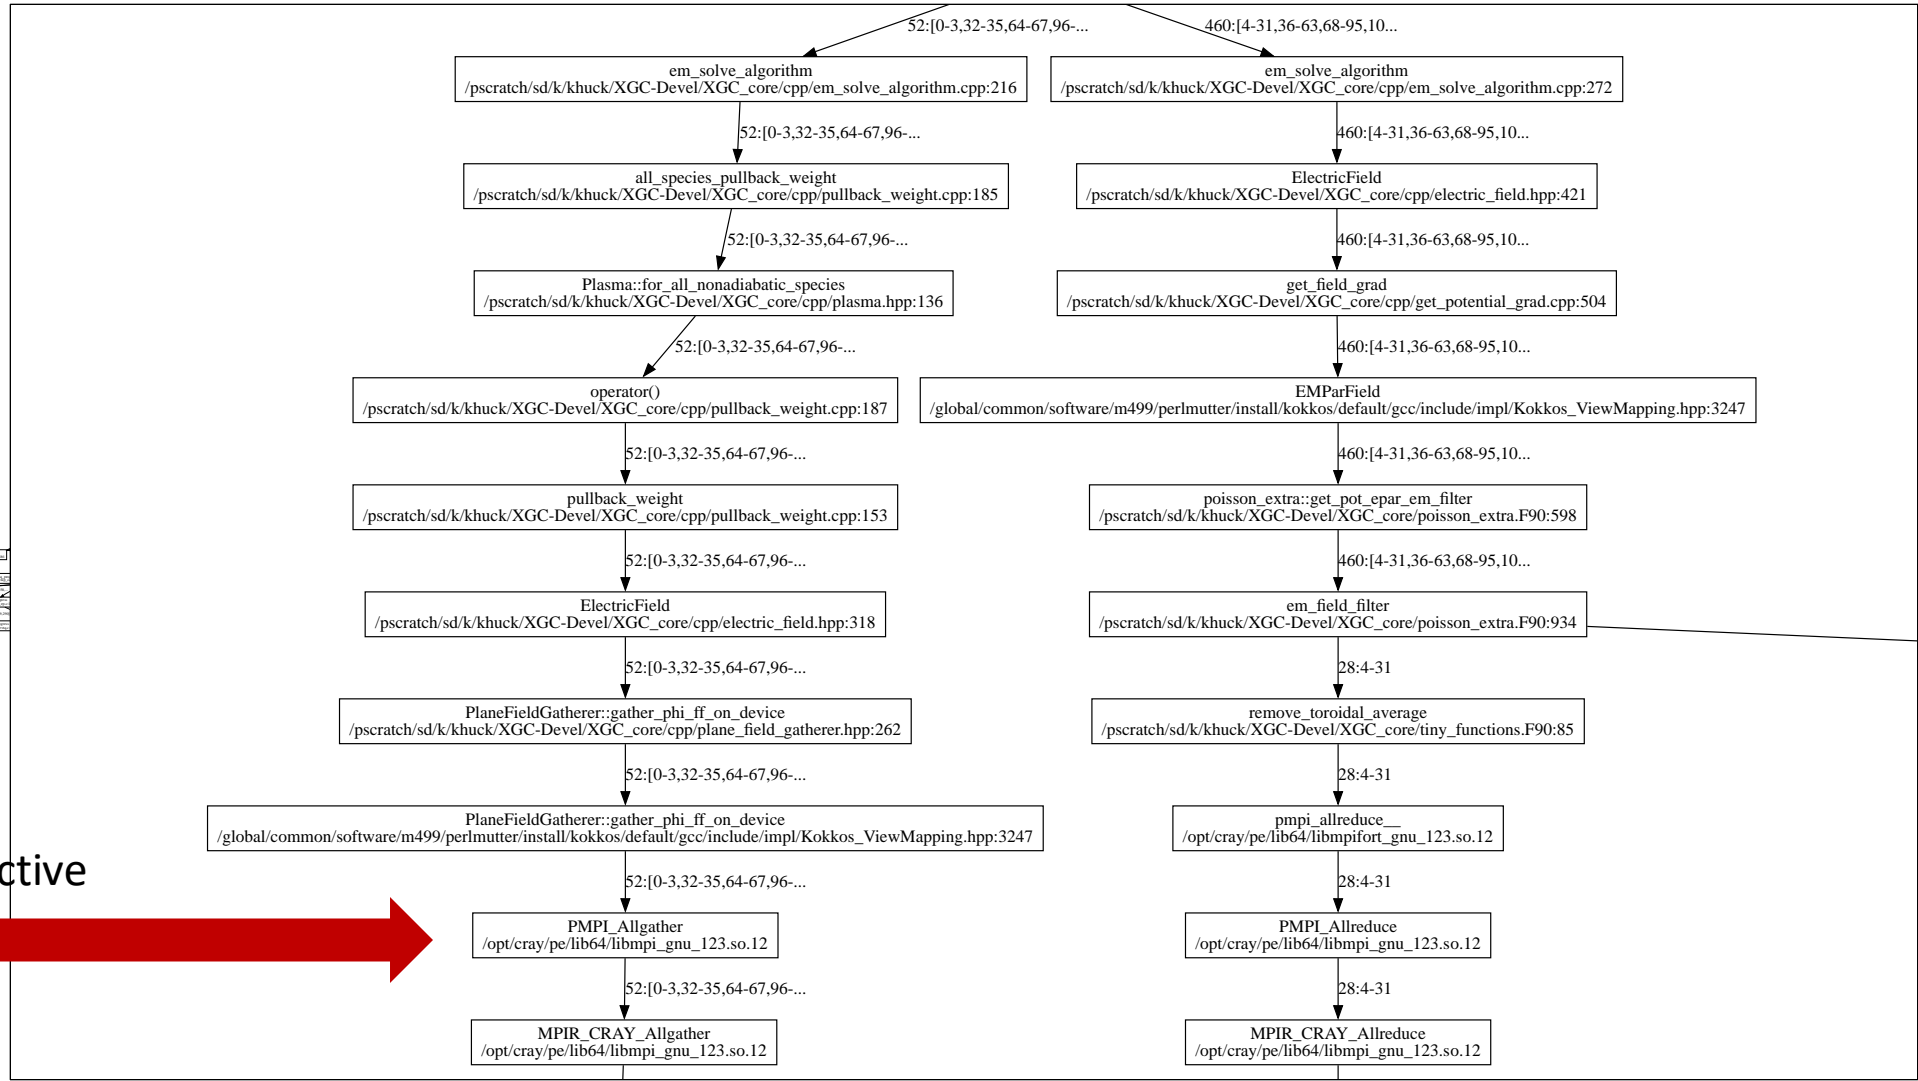 52:[0-3,32-35,64-67,96-...
460:[4-31,36-63,68-95,10...
em_solve_algorithm
/pscratch/sd/k/khuck/XGC-Devel/XGC_core/cpp/em_solve_algorithm.cpp:216
em_solve_algorithm
/pscratch/sd/k/khuck/XGC-Devel/XGC_core/cpp/em_solve_algorithm.cpp:272
52:[0-3,32-35,64-67,96-...
460:[4-31,36-63,68-95,10...
all_species_pullback_weight
/pscratch/sd/k/khuck/XGC-Devel/XGC_core/cpp/pullback_weight.cpp:185
ElectricField
/pscratch/sd/k/khuck/XGC-Devel/XGC_core/cpp/electric_field.hpp:421
52:[0-3,32-35,64-67,96-...
460:[4-31,36-63,68-95,10...
Plasma::for_all_nonadiabatic_species
/pscratch/sd/k/khuck/XGC-Devel/XGC_core/cpp/plasma.hpp:136
get_field_grad
/pscratch/sd/k/khuck/XGC-Devel/XGC_core/cpp/get_potential_grad.cpp:504
52:[0-3,32-35,64-67,96-...
460:[4-31,36-63,68-95,10...
operator()
/pscratch/sd/k/khuck/XGC-Devel/XGC_core/cpp/pullback_weight.cpp:187
EMParField
/global/common/software/m499/perlmutter/install/kokkos/default/gcc/include/impl/Kokkos_ViewMapping.hpp:3247
52:[0-3,32-35,64-67,96-...
460:[4-31,36-63,68-95,10...
pullback_weight
/pscratch/sd/k/khuck/XGC-Devel/XGC_core/cpp/pullback_weight.cpp:153
poisson_extra::get_pot_epar_em_filter
/pscratch/sd/k/khuck/XGC-Devel/XGC_core/poisson_extra.F90:598
52:[0-3,32-35,64-67,96-...
460:[4-31,36-63,68-95,10...
ElectricField
/pscratch/sd/k/khuck/XGC-Devel/XGC_core/cpp/electric_field.hpp:318
em_field_filter
/pscratch/sd/k/khuck/XGC-Devel/XGC_core/poisson_extra.F90:934
52:[0-3,32-35,64-67,96-...
28:4-31
PlaneFieldGatherer::gather_phi_ff_on_device
/pscratch/sd/k/khuck/XGC-Devel/XGC_core/cpp/plane_field_gatherer.hpp:262
remove_toroidal_average
/pscratch/sd/k/khuck/XGC-Devel/XGC_core/tiny_functions.F90:85
52:[0-3,32-35,64-67,96-...
28:4-31
PlaneFieldGatherer::gather_phi_ff_on_device
/global/common/software/m499/perlmutter/install/kokkos/default/gcc/include/impl/Kokkos_ViewMapping.hpp:3247
pmpi_allreduce__
/opt/cray/pe/lib64/libmpifort_gnu_123.so.12
ctive
52:[0-3,32-35,64-67,96-...
28:4-31
PMPI_Allgather
/opt/cray/pe/lib64/libmpi_gnu_123.so.12
PMPI_Allreduce
/opt/cray/pe/lib64/libmpi_gnu_123.so.12
52:[0-3,32-35,64-67,96-...
28:4-31
MPIR_CRAY_Allgather
/opt/cray/pe/lib64/libmpi_gnu_123.so.12
MPIR_CRAY_Allreduce
/opt/cray/pe/lib64/libmpi_gnu_123.so.12